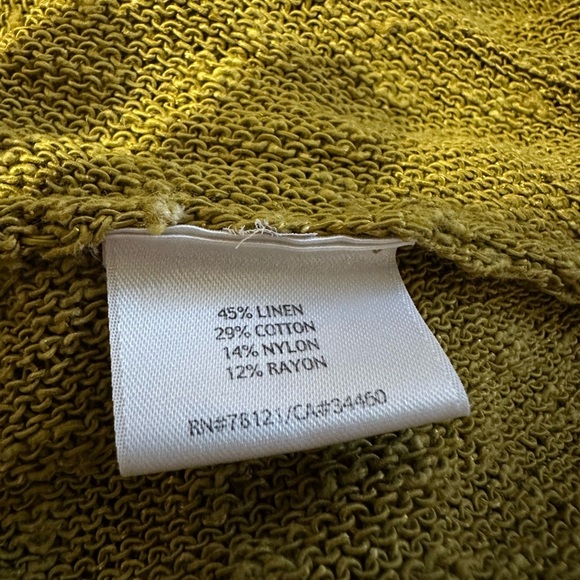 45% LINEN
29% COTTON
14% NYLON
12% RAYON
RN#78121/CA#34460